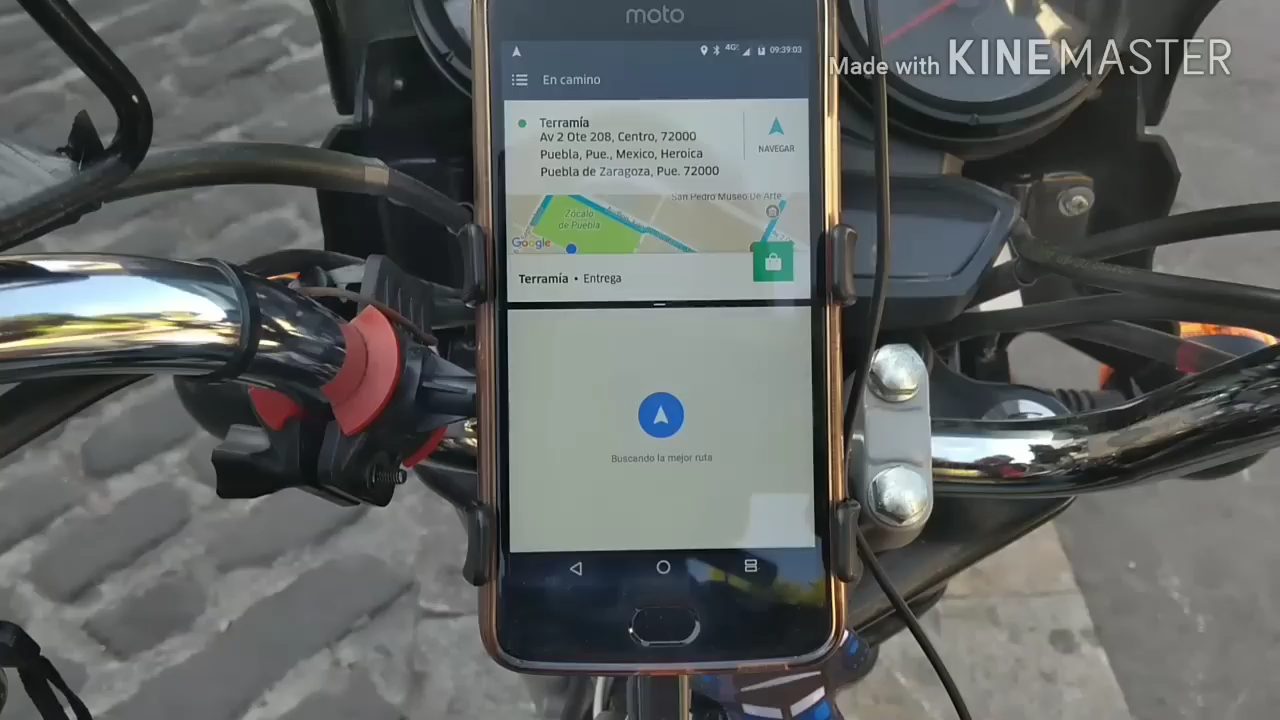 moto
Made with KINEMASTER
4G
09:39:03
En camino
Terramía
Av 2 Ote 208, Centro, 72000
Puebla, Pue., Mexico, Heroica
Puebla de Zaragoza, Pue. 72000
NAVEGAR
San Pedro Museo De Arte
Zócalo
de Puebla
Google
Terramía • Entrega
Buscando la mejor ruta